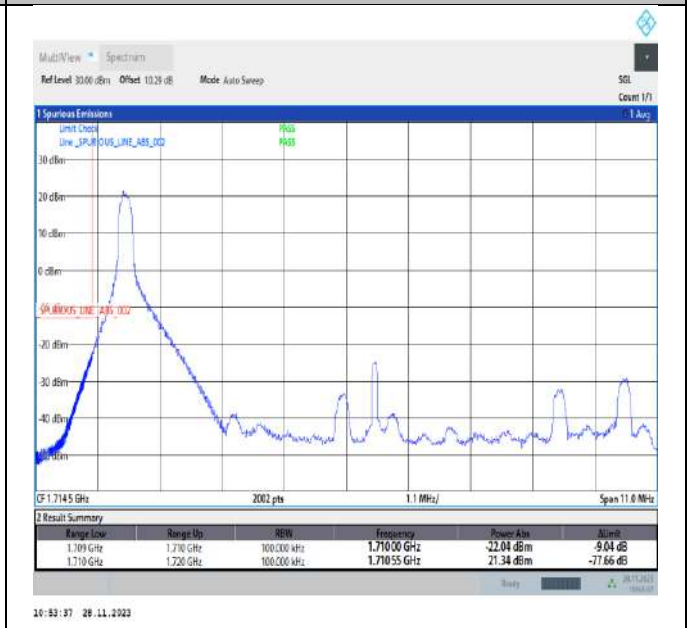 MultiView Spectrum
Ref Level 30.00 dBm Offset 10.29 dB Mode Auto Sweep SGL
Count 1/1
1 Spurious Emissions 1 Avg
Limit Check PASS
Line _SPURIOUS_LINE_ABS_002 PASS
30 dBm
20 dBm
10 dBm
0 dBm
SPURIOUS_LINE_ABS_002
-20 dBm
-30 dBm
-40 dBm
CF 1.7145 GHz 2002 pts 1.1 MHz/ Span 11.0 MHz
2 Result Summary
Range Low Range Up RBW Frequency Power Abs ΔLimit
1.709 GHz 1.710 GHz 100.000 kHz 1.71000 GHz -22.04 dBm -9.04 dB
1.710 GHz 1.720 GHz 100.000 kHz 1.71055 GHz 21.34 dBm -77.66 dB
Ready 28.11.2023
10:53:37 28.11.2023